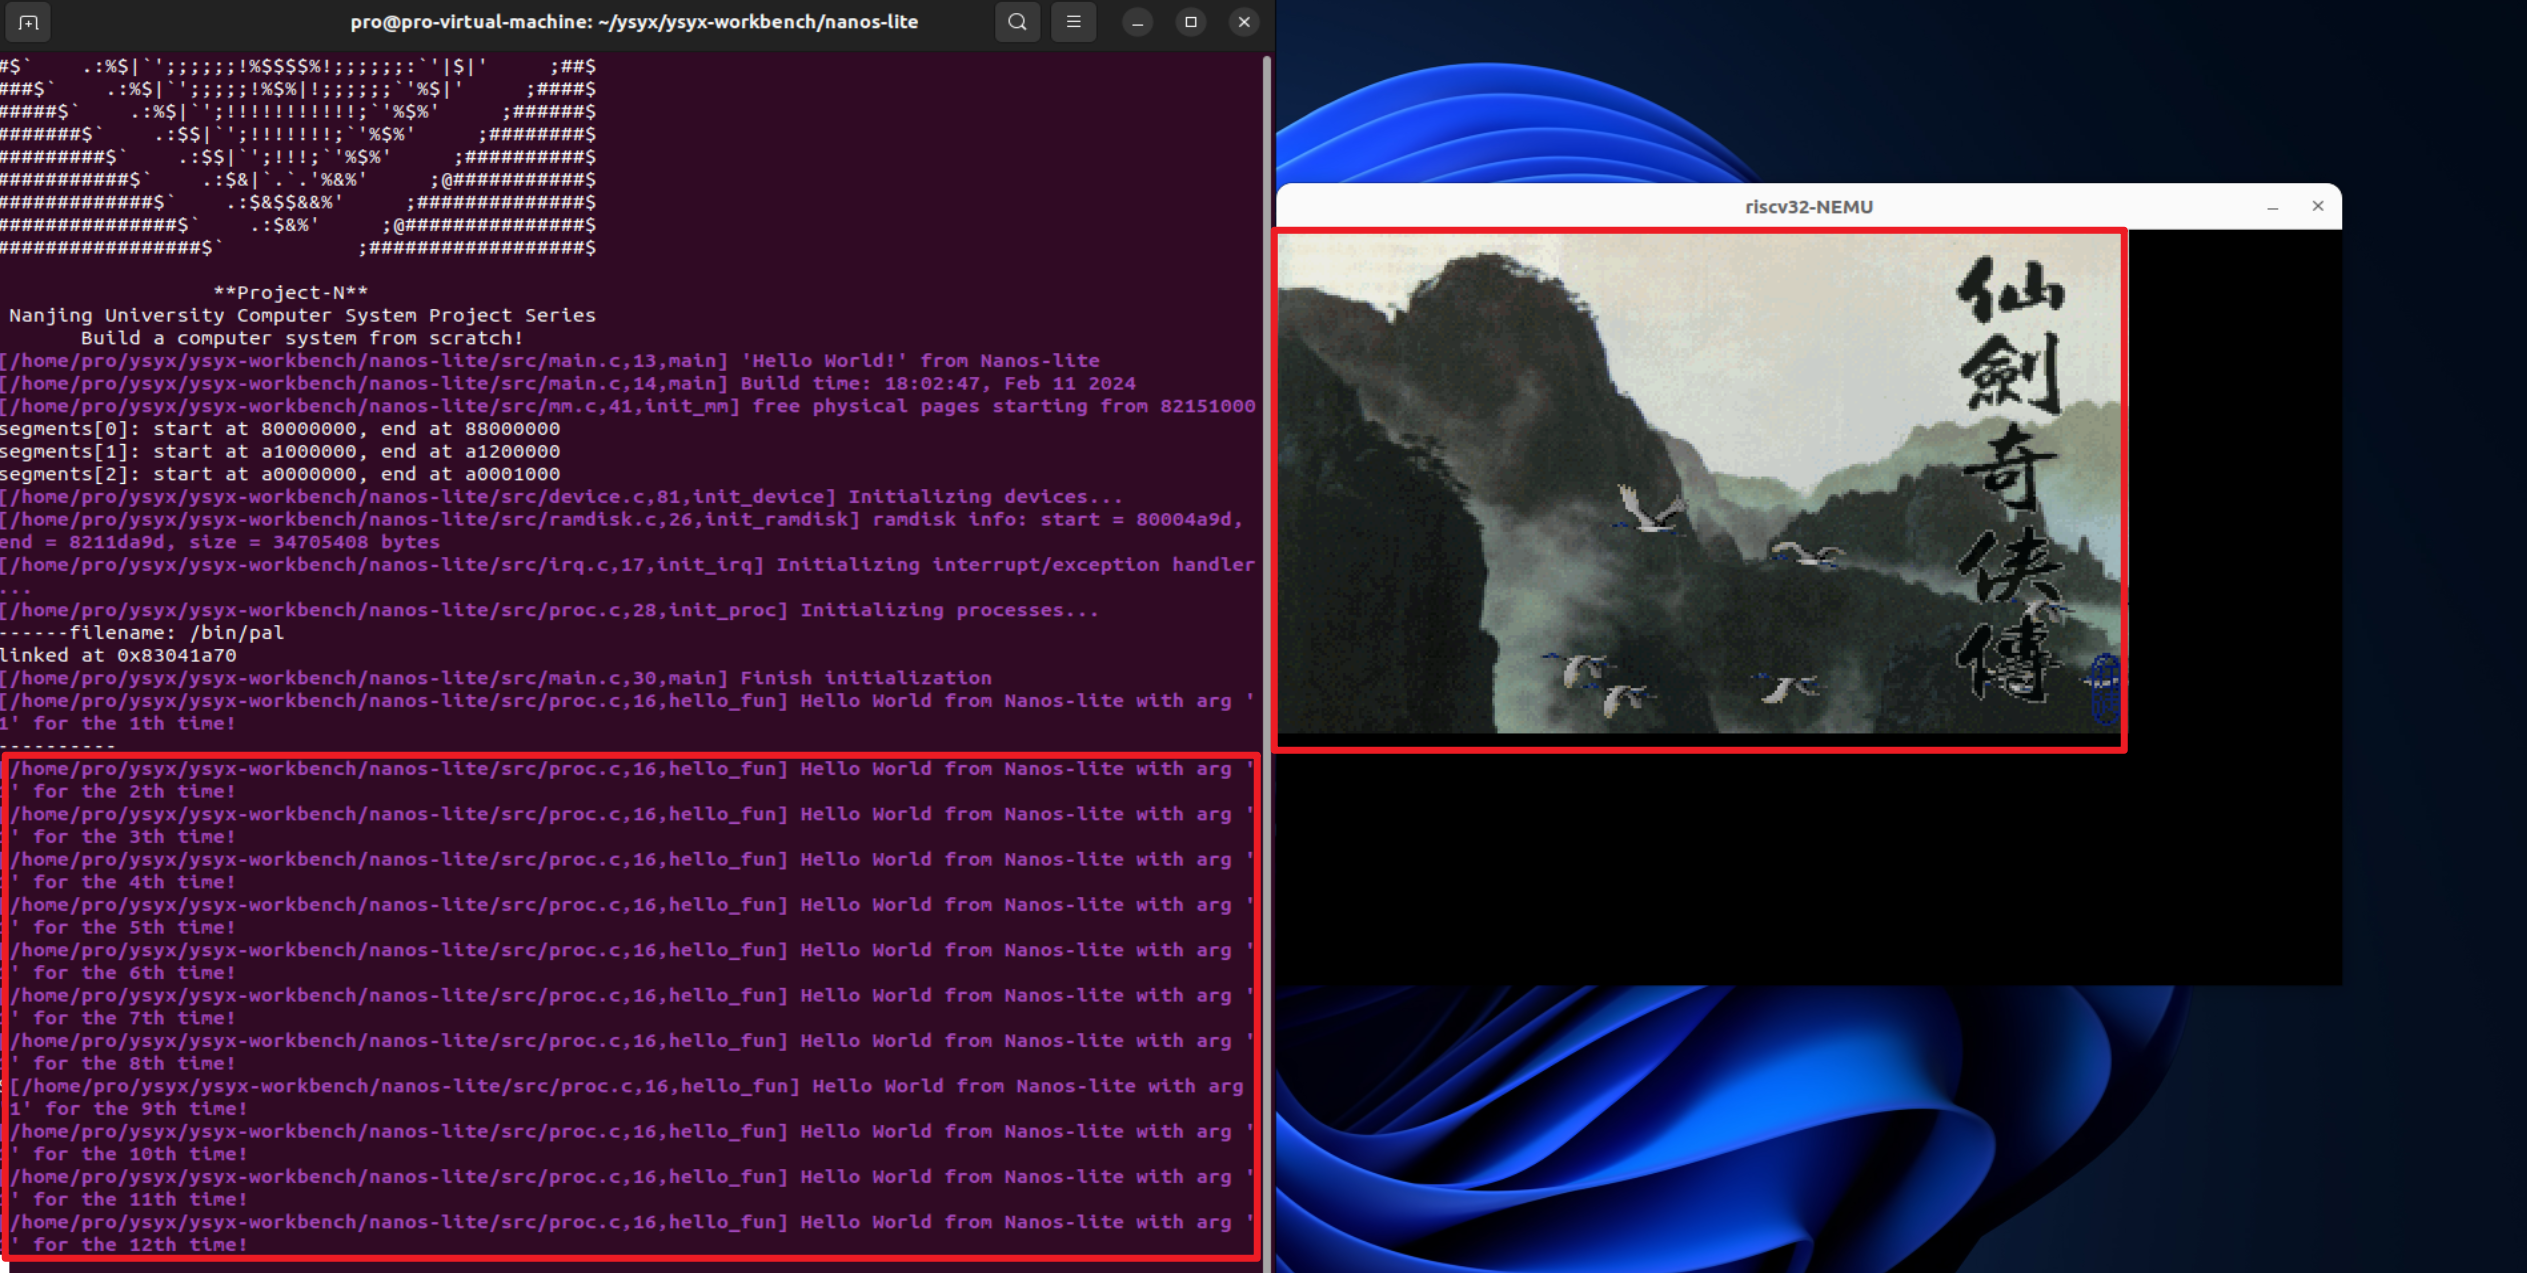 pro@pro-virtual-machine: ~/ysyx/ysyx-workbench/nanos-lite
#$`    .:%$|`';;;;;;!%$$$$%!;;;;;;;:`'|$|'     ;##$
###$`    .:%$|`';;;;;!%$%|!;;;;;;`'%$|'      ;####$
#####$`    .:%$|`';!!!!!!!!!!!;`'%$%'     ;######$
#######$`    .:$$|`';!!!!!!!;`'%$%'     ;########$
#########$`    .:$$|`';!!!;`'%$%'     ;##########$
###########$`    .:$&|`.`.'%&%'     ;@###########$
#############$`    .:$&$$&&%'     ;##############$
###############$`    .:$&%'     ;@###############$
#################$`           ;##################$
**Project-N**
Nanjing University Computer System Project Series
Build a computer system from scratch!
[/home/pro/ysyx/ysyx-workbench/nanos-lite/src/main.c,13,main] 'Hello World!' from Nanos-lite
[/home/pro/ysyx/ysyx-workbench/nanos-lite/src/main.c,14,main] Build time: 18:02:47, Feb 11 2024
[/home/pro/ysyx/ysyx-workbench/nanos-lite/src/mm.c,41,init_mm] free physical pages starting from 82151000
segments[0]: start at 80000000, end at 88000000
segments[1]: start at a1000000, end at a1200000
segments[2]: start at a0000000, end at a0001000
[/home/pro/ysyx/ysyx-workbench/nanos-lite/src/device.c,81,init_device] Initializing devices...
[/home/pro/ysyx/ysyx-workbench/nanos-lite/src/ramdisk.c,26,init_ramdisk] ramdisk info: start = 80004a9d,
end = 8211da9d, size = 34705408 bytes
[/home/pro/ysyx/ysyx-workbench/nanos-lite/src/irq.c,17,init_irq] Initializing interrupt/exception handler
...
[/home/pro/ysyx/ysyx-workbench/nanos-lite/src/proc.c,28,init_proc] Initializing processes...
------filename: /bin/pal
linked at 0x83041a70
[/home/pro/ysyx/ysyx-workbench/nanos-lite/src/main.c,30,main] Finish initialization
[/home/pro/ysyx/ysyx-workbench/nanos-lite/src/proc.c,16,hello_fun] Hello World from Nanos-lite with arg '
1' for the 1th time!
----------
[/home/pro/ysyx/ysyx-workbench/nanos-lite/src/proc.c,16,hello_fun] Hello World from Nanos-lite with arg '
' for the 2th time!
[/home/pro/ysyx/ysyx-workbench/nanos-lite/src/proc.c,16,hello_fun] Hello World from Nanos-lite with arg '
' for the 3th time!
[/home/pro/ysyx/ysyx-workbench/nanos-lite/src/proc.c,16,hello_fun] Hello World from Nanos-lite with arg '
' for the 4th time!
[/home/pro/ysyx/ysyx-workbench/nanos-lite/src/proc.c,16,hello_fun] Hello World from Nanos-lite with arg '
' for the 5th time!
[/home/pro/ysyx/ysyx-workbench/nanos-lite/src/proc.c,16,hello_fun] Hello World from Nanos-lite with arg '
' for the 6th time!
[/home/pro/ysyx/ysyx-workbench/nanos-lite/src/proc.c,16,hello_fun] Hello World from Nanos-lite with arg '
' for the 7th time!
[/home/pro/ysyx/ysyx-workbench/nanos-lite/src/proc.c,16,hello_fun] Hello World from Nanos-lite with arg '
' for the 8th time!
[/home/pro/ysyx/ysyx-workbench/nanos-lite/src/proc.c,16,hello_fun] Hello World from Nanos-lite with arg
1' for the 9th time!
[/home/pro/ysyx/ysyx-workbench/nanos-lite/src/proc.c,16,hello_fun] Hello World from Nanos-lite with arg '
' for the 10th time!
[/home/pro/ysyx/ysyx-workbench/nanos-lite/src/proc.c,16,hello_fun] Hello World from Nanos-lite with arg '
' for the 11th time!
[/home/pro/ysyx/ysyx-workbench/nanos-lite/src/proc.c,16,hello_fun] Hello World from Nanos-lite with arg '
' for the 12th time!
riscv32-NEMU
仙劍奇侠傳